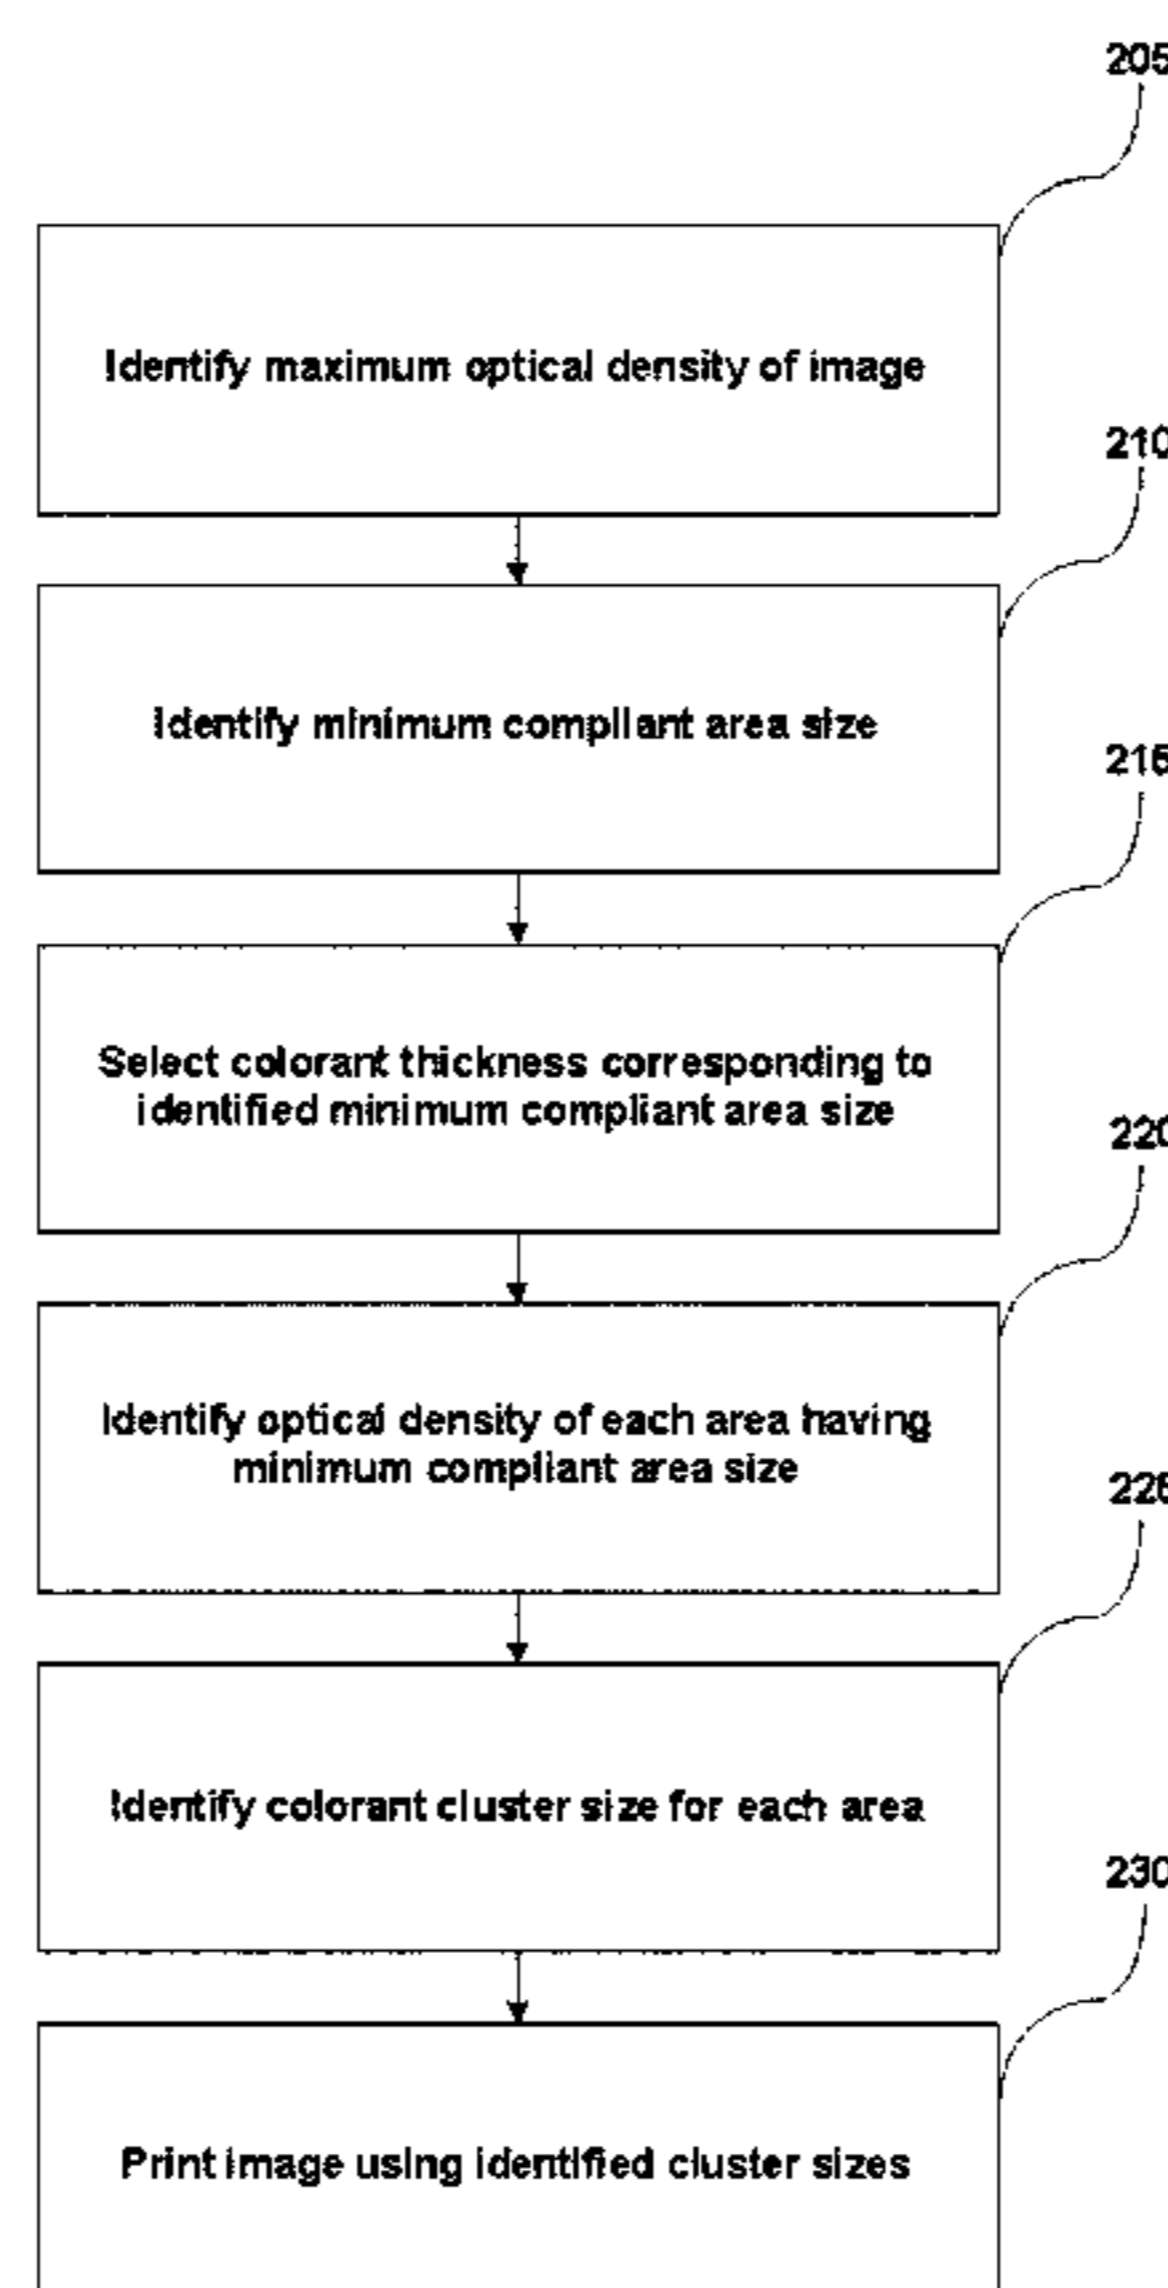 205
Identify maximum optical density of image
210
Identify minimum compliant area size
215
Select colorant thickness corresponding to
identified minimum compliant area size
220
Identify optical density of each area having
minimum compliant area size
225
Identify colorant cluster size for each area
230
Print image using identified cluster sizes